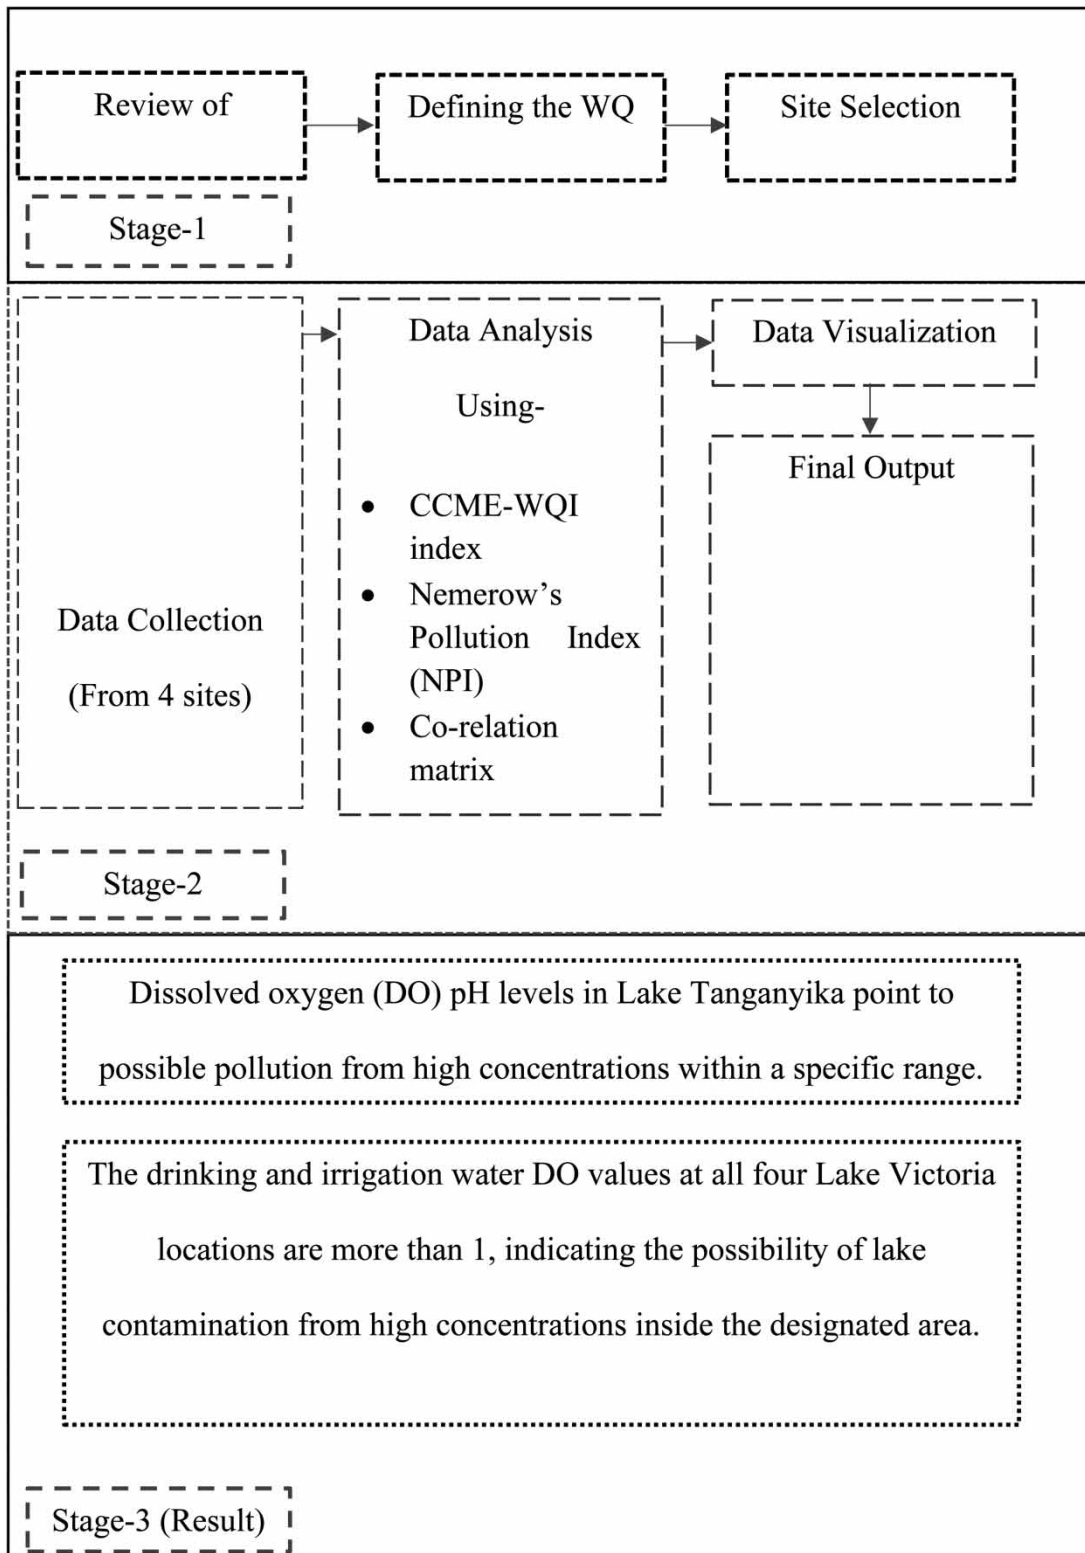 Review of
Defining the WQ
Site Selection
Stage-1
Data Collection
(From 4 sites)
Data Analysis
Using-
• CCME-WQI
index
• Nemerow’s
Pollution Index
(NPI)
• Co-relation
matrix
Data Visualization
Final Output
Stage-2
Dissolved oxygen (DO) pH levels in Lake Tanganyika point to
possible pollution from high concentrations within a specific range.
The drinking and irrigation water DO values at all four Lake Victoria
locations are more than 1, indicating the possibility of lake
contamination from high concentrations inside the designated area.
Stage-3 (Result)